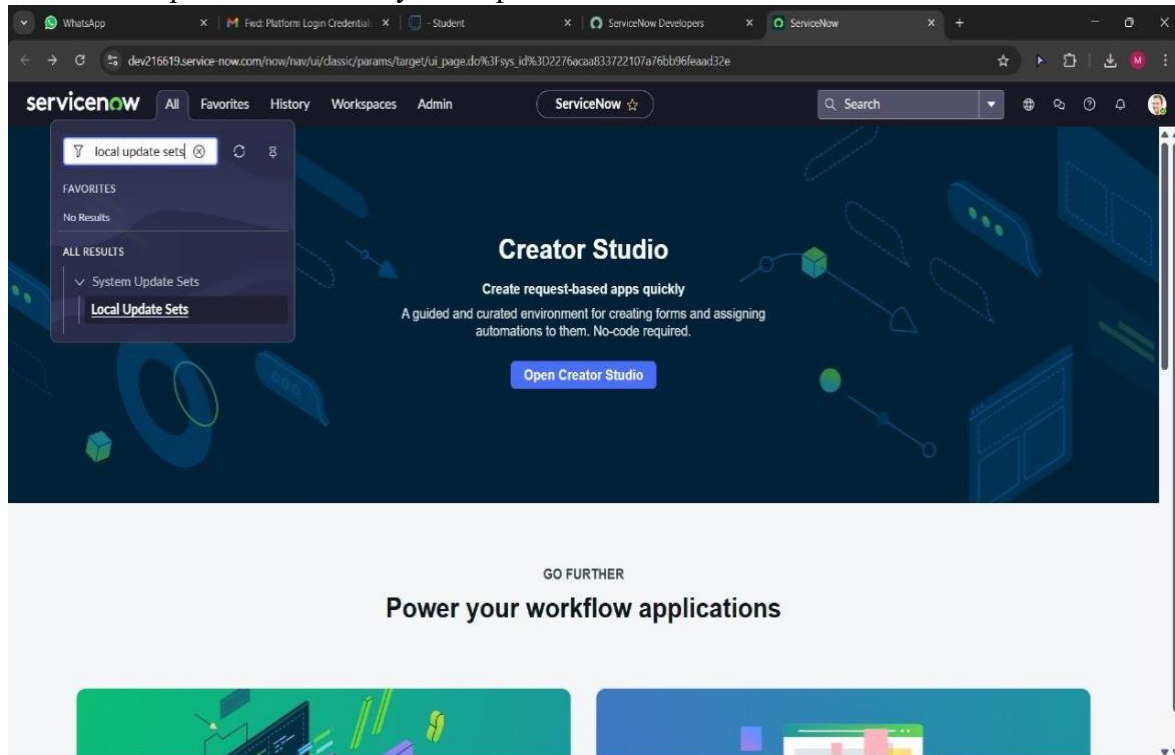 WhatsApp
Fwd: Platform Login Credential
- Student
ServiceNow Developers
ServiceNow
dev216619.service-now.com/now/nav/ui/classic/params/target/ui_page.do%3Fsys_id%3D2276acaa833722107a76bb96feaad32e
M
servicenow All Favorites History Workspaces Admin ServiceNow Search
local update sets
FAVORITES
No Results
ALL RESULTS
System Update Sets
Local Update Sets
Creator Studio
Create request-based apps quickly
A guided and curated environment for creating forms and assigning
automations to them. No-code required.
Open Creator Studio
GO FURTHER
Power your workflow applications